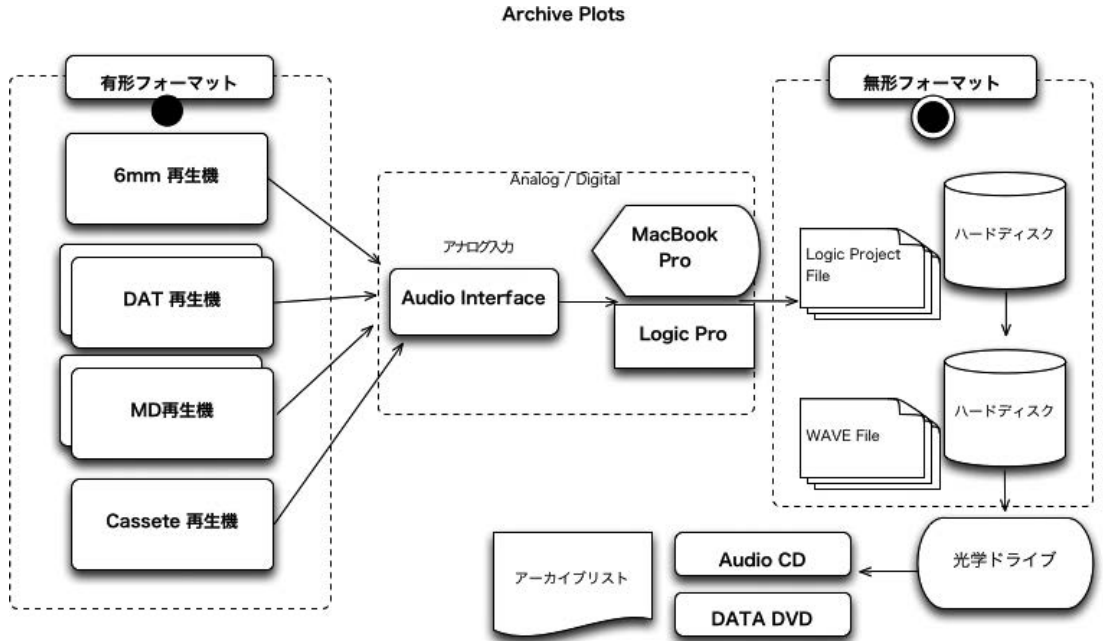 Archive Plots
有形フォーマット
6mm 再生機
DAT 再生機
MD再生機
Cassete 再生機
Analog / Digital
アナログ入力
Audio Interface
MacBook
Pro
Logic Pro
無形フォーマット
ハードディスク
Logic Project
File
ハードディスク
WAVE File
光学ドライブ
Audio CD
DATA DVD
アーカイブリスト